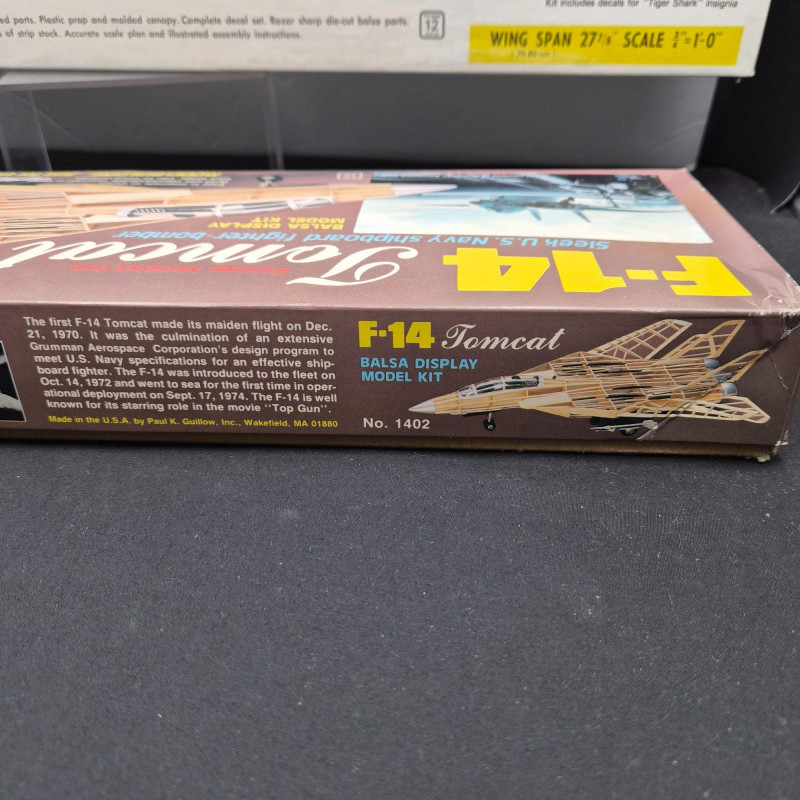 Kit includes decals for "Tiger Shark" insignia
ed parts. Plastic prop and molded canopy. Complete decal set. Razor sharp die-cut balsa parts.
s of strip stock. Accurate scale plan and illustrated assembly instructions.
12
WING SPAN 27 7/8" SCALE 3/4"=1'-0"
BALSA DISPLAY
MODEL KIT
Sleek U.S. Navy shipboard fighter-bomber
F-14
Tomcat
The first F-14 Tomcat made its maiden flight on Dec.
21, 1970. It was the culmination of an extensive
Grumman Aerospace Corporation's design program to
meet U.S. Navy specifications for an effective ship-
board fighter. The F-14 was introduced to the fleet on
Oct. 14, 1972 and went to sea for the first time in oper-
ational deployment on Sept. 17, 1974. The F-14 is well
known for its starring role in the movie "Top Gun".
Made in the U.S.A. by Paul K. Guillow, Inc., Wakefield, MA 01880
F-14 Tomcat
BALSA DISPLAY
MODEL KIT
No. 1402